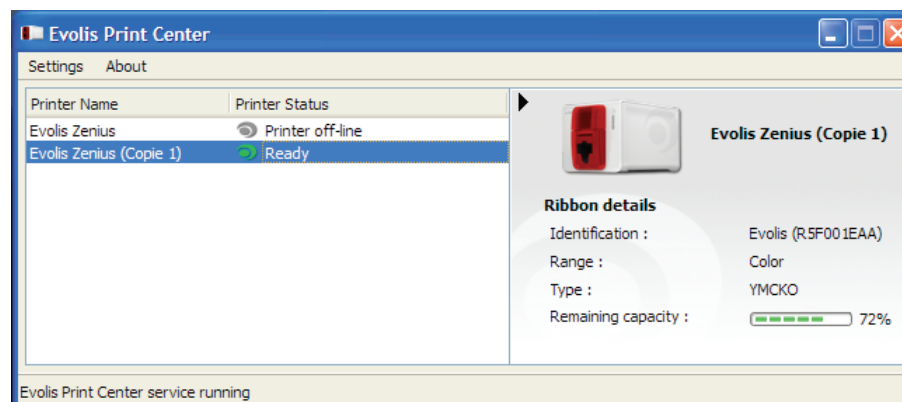 Evolis Print Center
Settings About
Printer Name Printer Status
Evolis Zenius Printer off-line
Evolis Zenius (Copie 1) Ready
Evolis Zenius (Copie 1)
Ribbon details
Identification : Evolis (R5F001EAA)
Range : Color
Type : YMCKO
Remaining capacity : 72%
Evolis Print Center service running